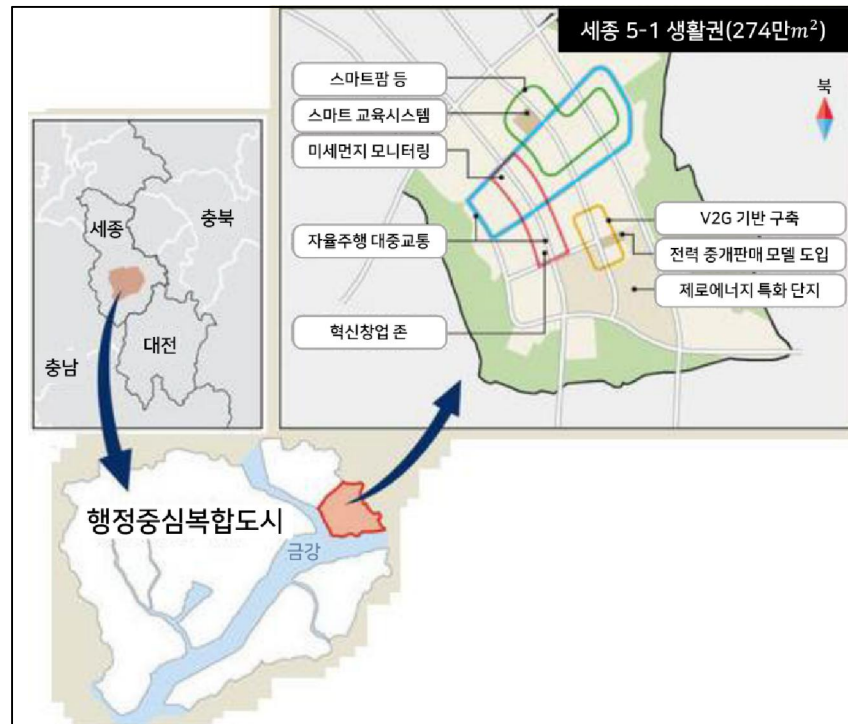 세종 5-1 생활권(274만m²)
북
스마트팜 등
스마트 교육시스템
미세먼지 모니터링
자율주행 대중교통
혁신창업 존
V2G 기반 구축
전력 중개판매 모델 도입
제로에너지 특화 단지
세종
충북
대전
충남
행정중심복합도시
금강